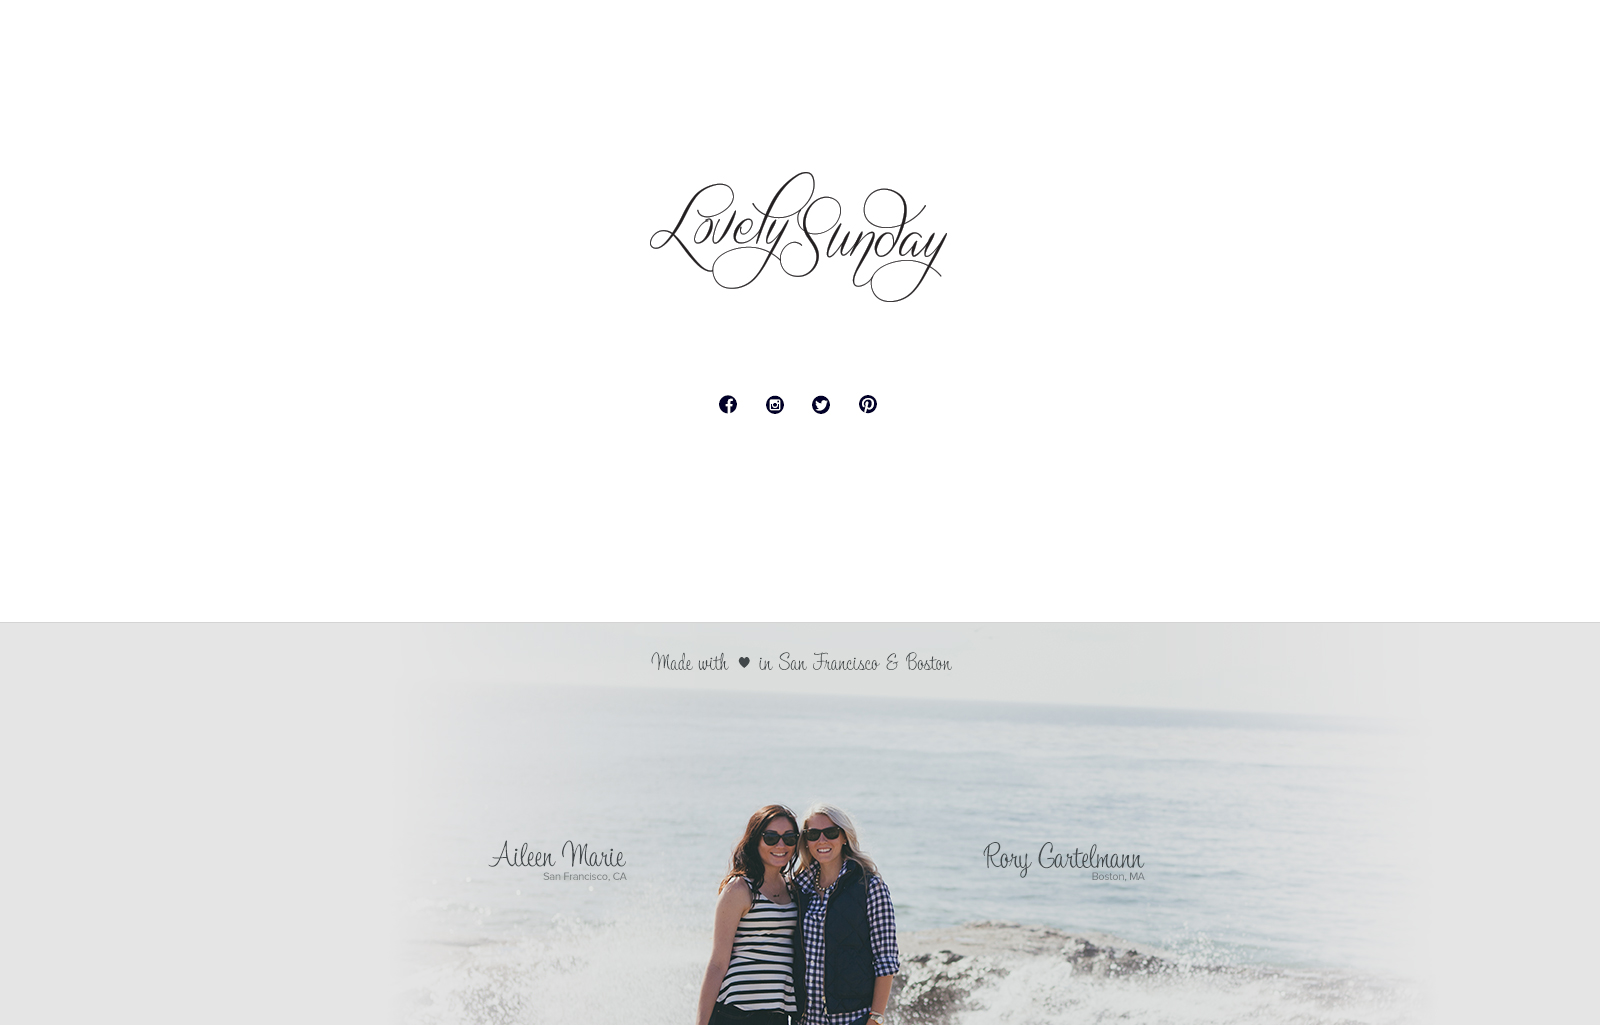 Lovely Sunday
Made with ♥ in San Francisco & Boston
Aileen Marie
San Francisco, CA
Rory Gartelmann
Boston, MA